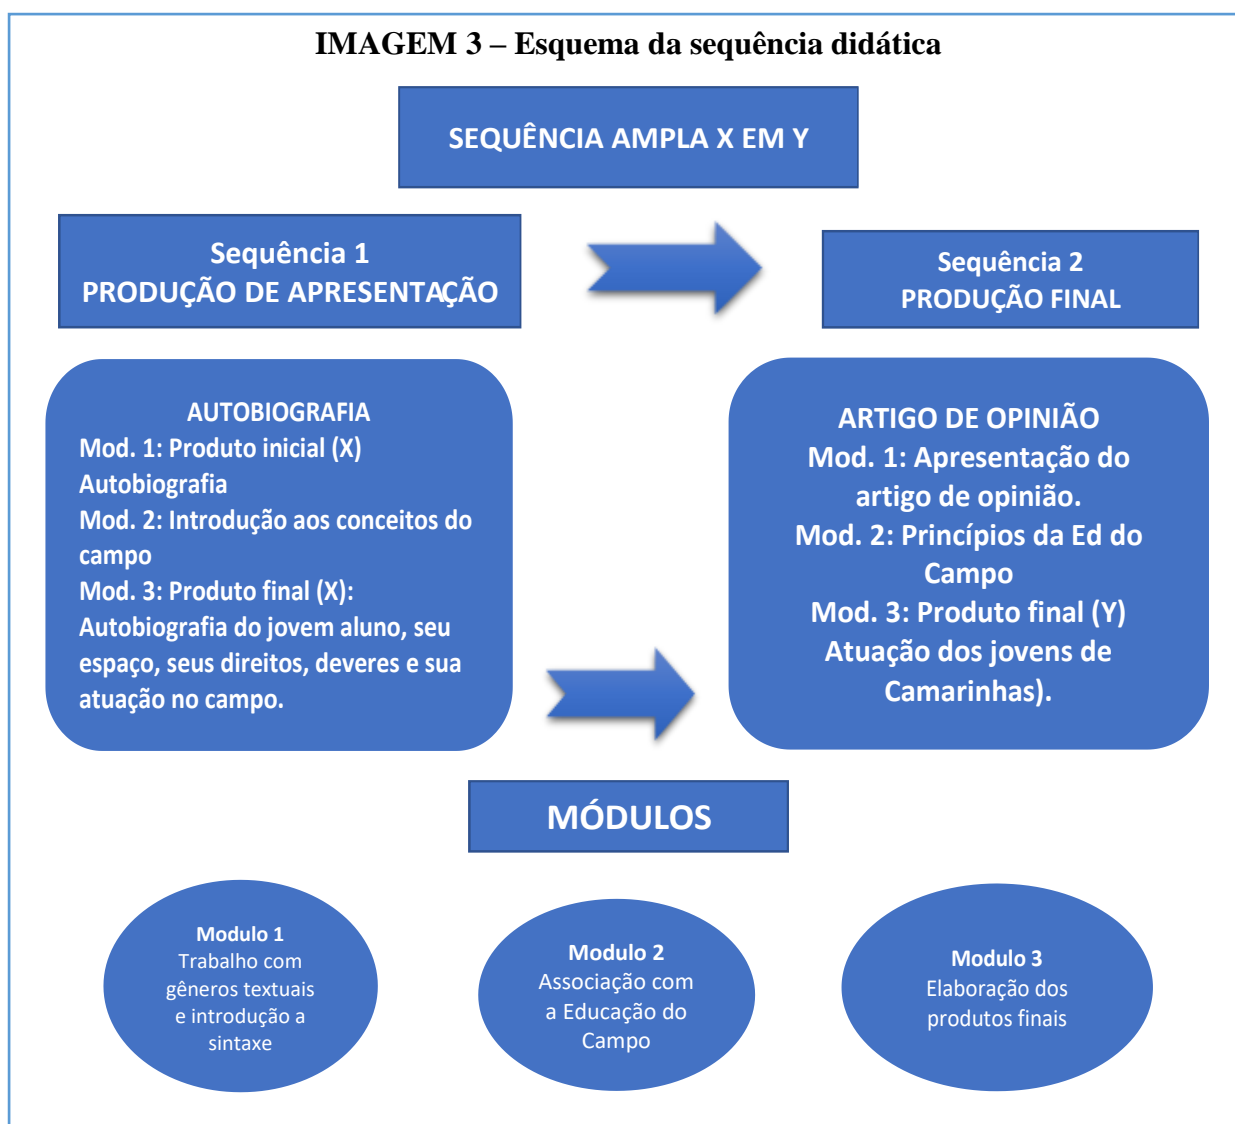 IMAGEM 3 – Esquema da sequência didática
SEQUÊNCIA AMPLA X EM Y
Sequência 1
PRODUÇÃO DE APRESENTAÇÃO
Sequência 2
PRODUÇÃO FINAL
AUTOBIOGRAFIA
Mod. 1: Produto inicial (X)
Autobiografia
Mod. 2: Introdução aos conceitos do
campo
Mod. 3: Produto final (X):
Autobiografia do jovem aluno, seu
espaço, seus direitos, deveres e sua
atuação no campo.
ARTIGO DE OPINIÃO
Mod. 1: Apresentação do
artigo de opinião.
Mod. 2: Princípios da Ed do
Campo
Mod. 3: Produto final (Y)
Atuação dos jovens de
Camarinhas).
MÓDULOS
Modulo 1
Trabalho com
gêneros textuais
e introdução a
sintaxe
Modulo 2
Associação com
a Educação do
Campo
Modulo 3
Elaboração dos
produtos finais